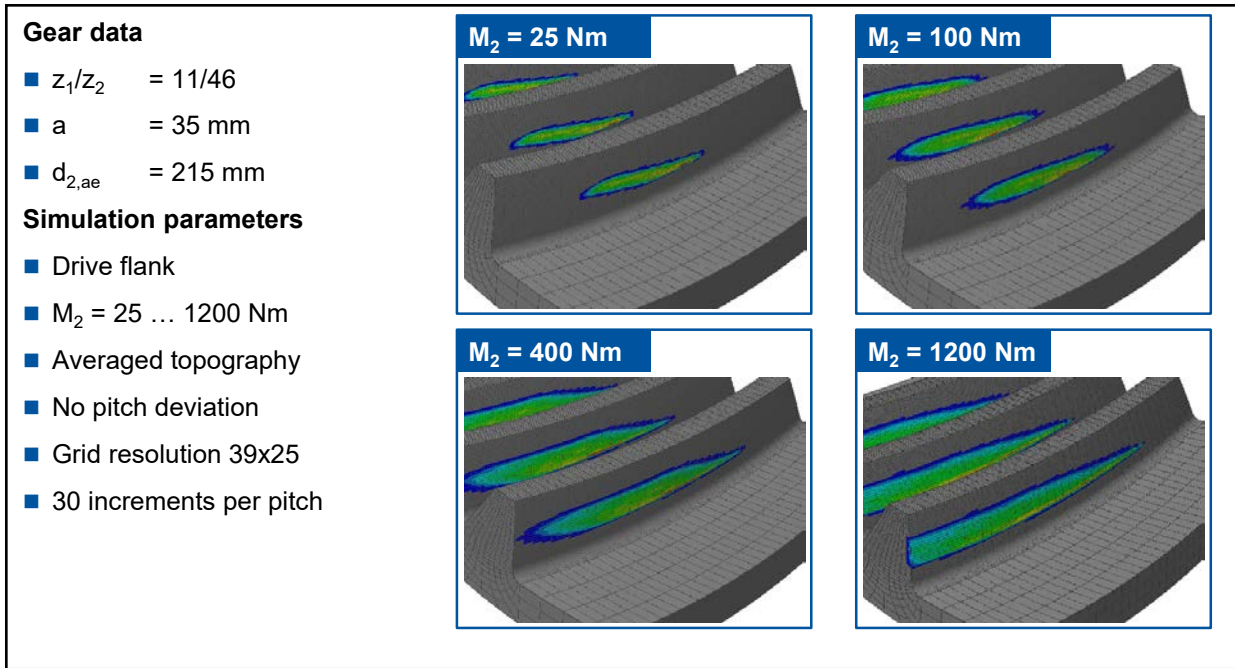 Gear data
■ z₁/z₂ = 11/46
■ a = 35 mm
■ d₂,ₐₑ = 215 mm
Simulation parameters
■ Drive flank
■ M₂ = 25 … 1200 Nm
■ Averaged topography
■ No pitch deviation
■ Grid resolution 39x25
■ 30 increments per pitch
M₂ = 25 Nm
M₂ = 100 Nm
M₂ = 400 Nm
M₂ = 1200 Nm